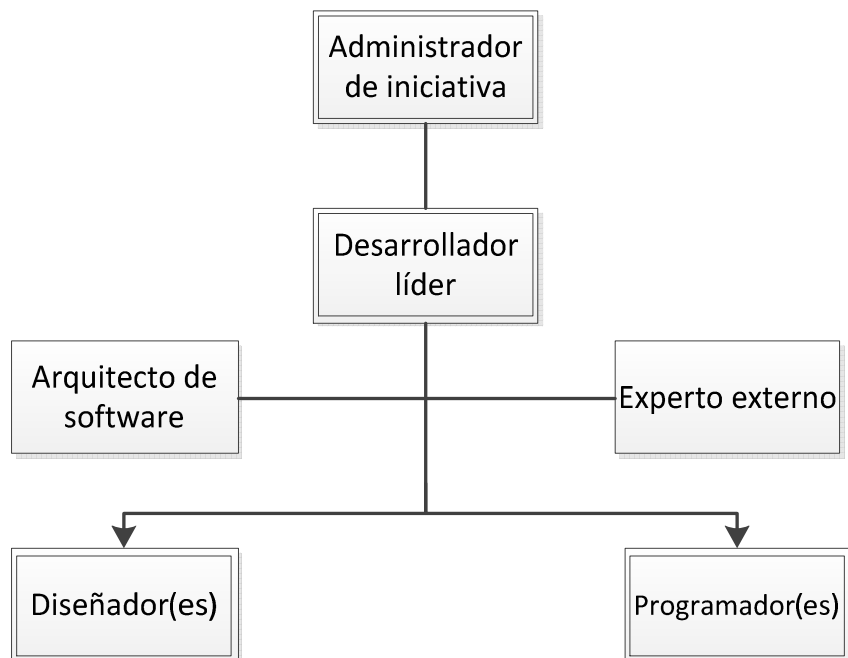 Administrador
de iniciativa
Desarrollador
líder
Arquitecto de
software
Experto externo
Diseñador(es)
Programador(es)